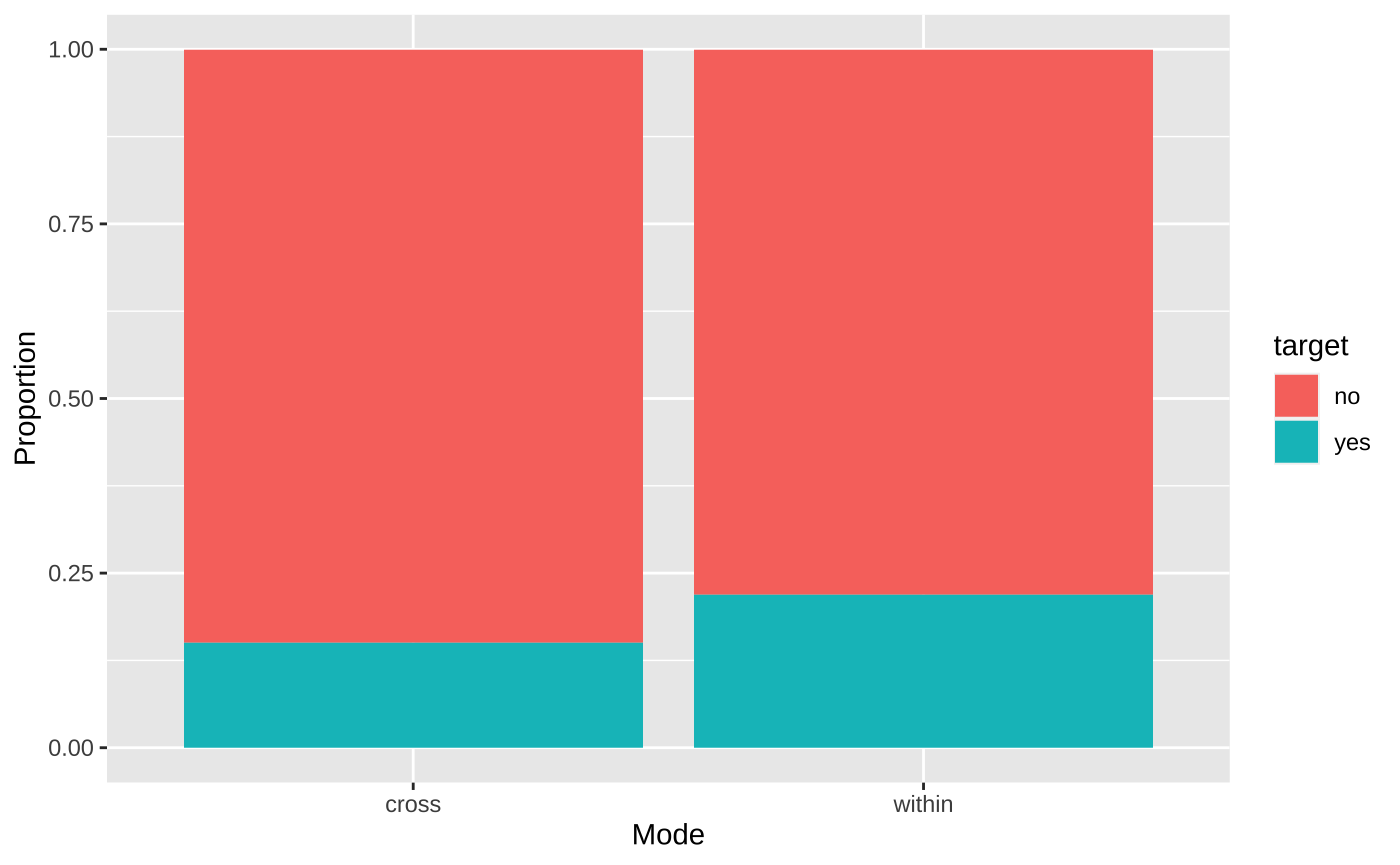 1.00
0.75
0.50
0.25
0.00
Proportion
cross
within
Mode
target
no
yes